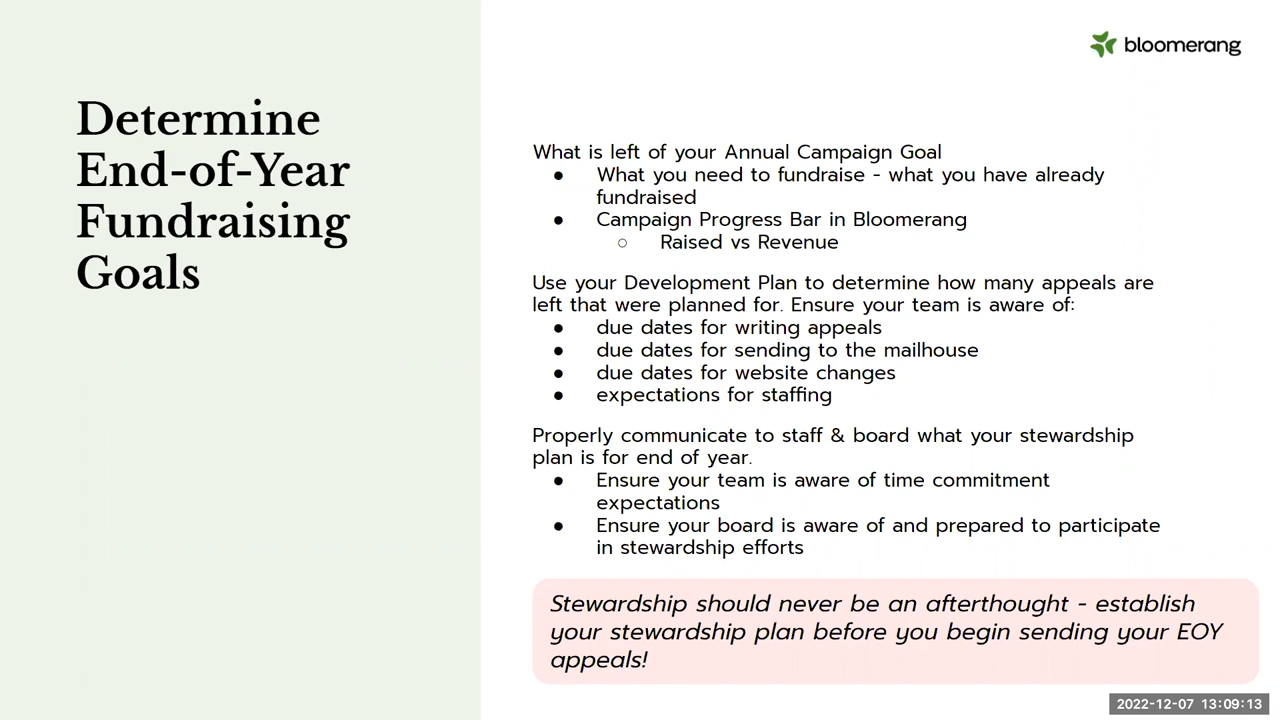 bloomerang
Determine
End-of-Year
Fundraising
Goals
What is left of your Annual Campaign Goal
● What you need to fundraise - what you have already
fundraised
● Campaign Progress Bar in Bloomerang
○ Raised vs Revenue
Use your Development Plan to determine how many appeals are
left that were planned for. Ensure your team is aware of:
● due dates for writing appeals
● due dates for sending to the mailhouse
● due dates for website changes
● expectations for staffing
Properly communicate to staff & board what your stewardship
plan is for end of year.
● Ensure your team is aware of time commitment
expectations
● Ensure your board is aware of and prepared to participate
in stewardship efforts
Stewardship should never be an afterthought - establish
your stewardship plan before you begin sending your EOY
appeals!
2022-12-07 13:09:13